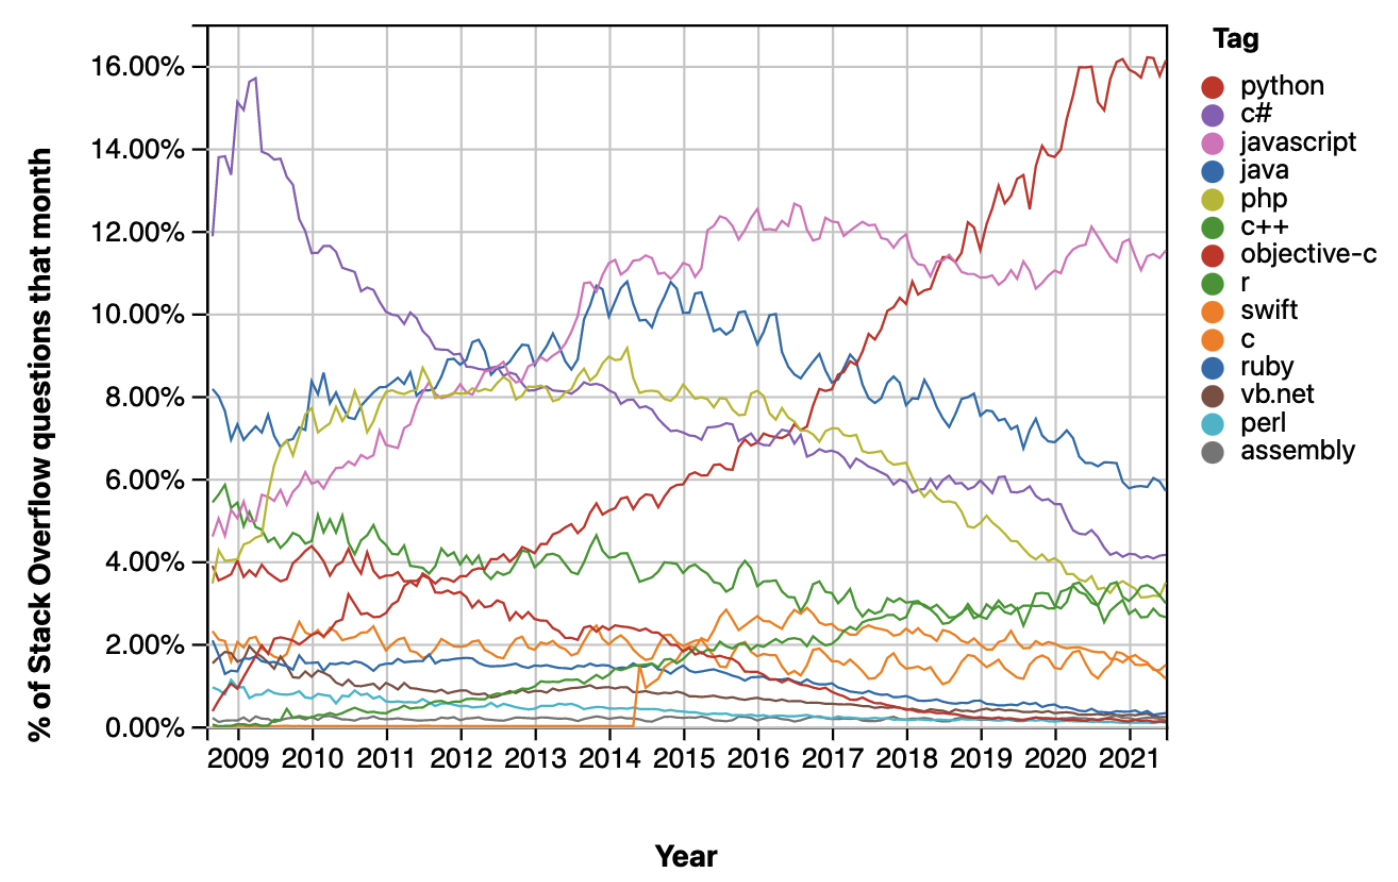 % of Stack Overflow questions that month
16.00%
14.00%
12.00%
10.00%
8.00%
6.00%
4.00%
2.00%
0.00%
2009 2010 2011 2012 2013 2014 2015 2016 2017 2018 2019 2020 2021
Year
Tag
python
c#
javascript
java
php
c++
objective-c
r
swift
c
ruby
vb.net
perl
assembly